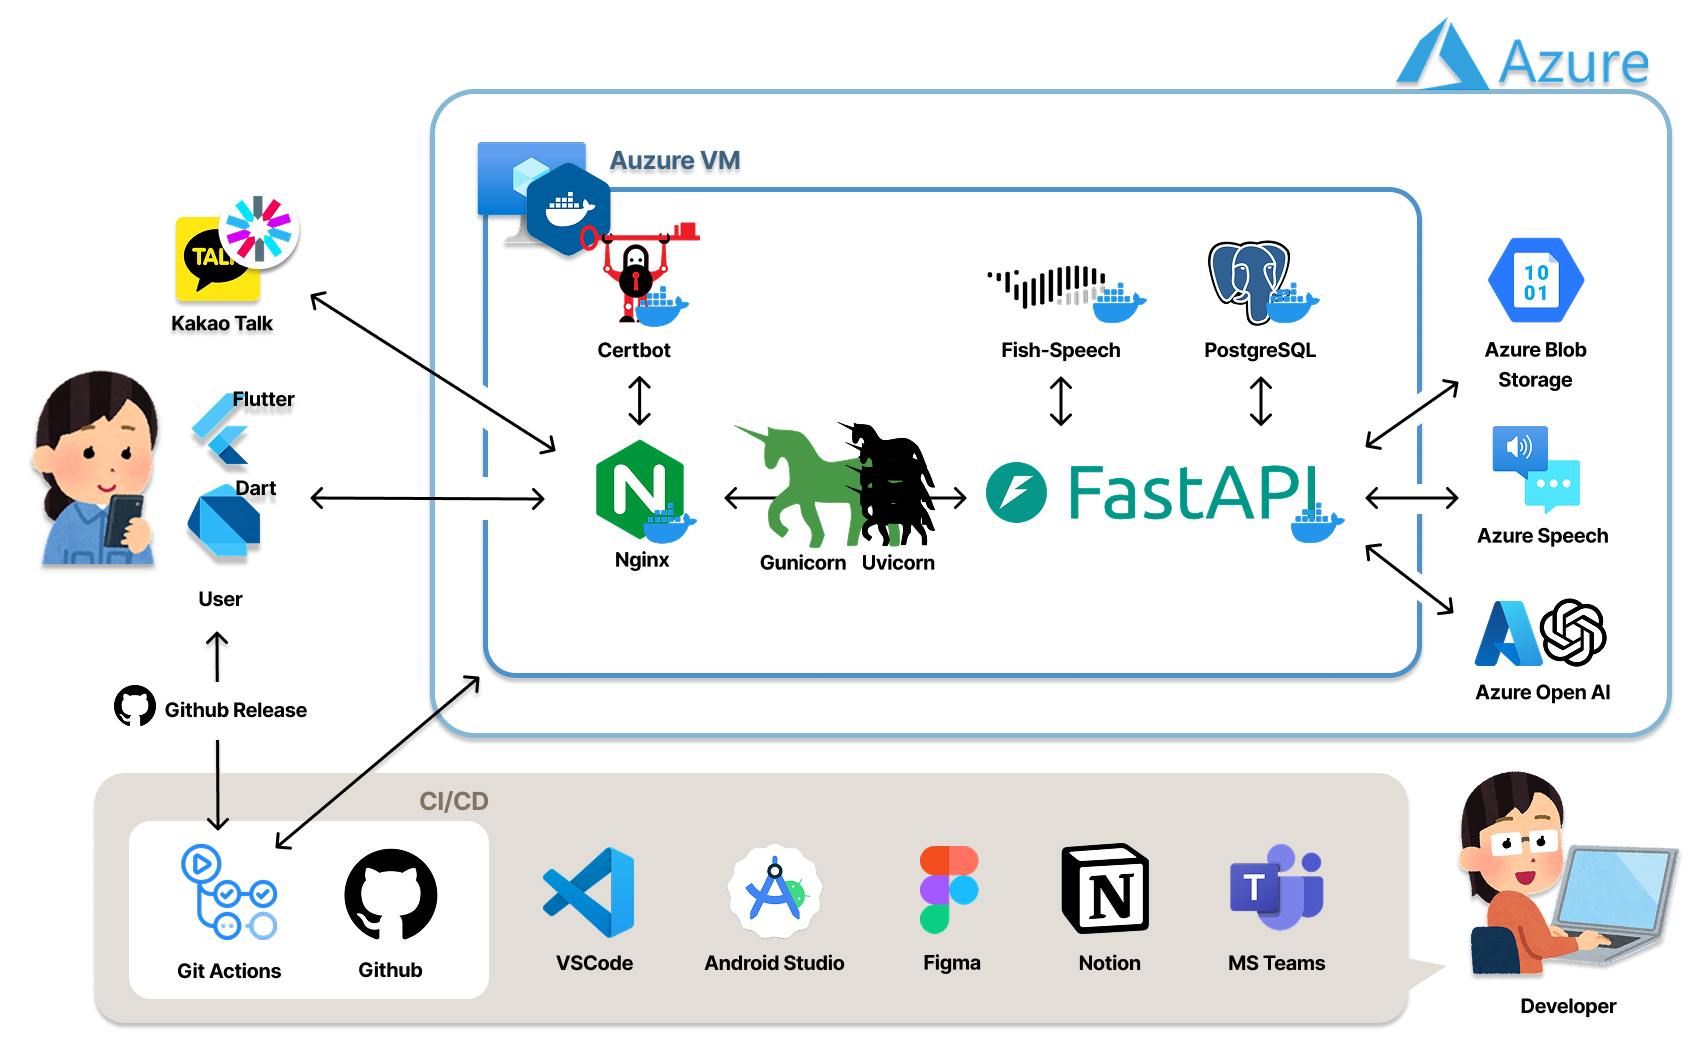 Azure
Auzure VM
TALK
Kakao Talk
Certbot
Fish-Speech
PostgreSQL
10
01
Azure Blob
Storage
Flutter
Dart
User
N
Nginx
Gunicorn
Uvicorn
FastAPI
Azure Speech
Azure Open AI
Github Release
CI/CD
Git Actions
Github
VSCode
Android Studio
Figma
N
Notion
T
MS Teams
Developer